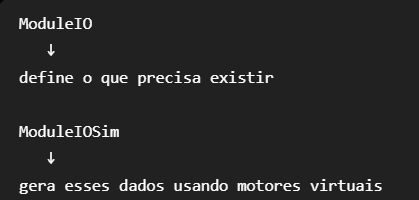 ModuleIO
↓
define o que precisa existir
ModuleIOSim
↓
gera esses dados usando motores virtuais